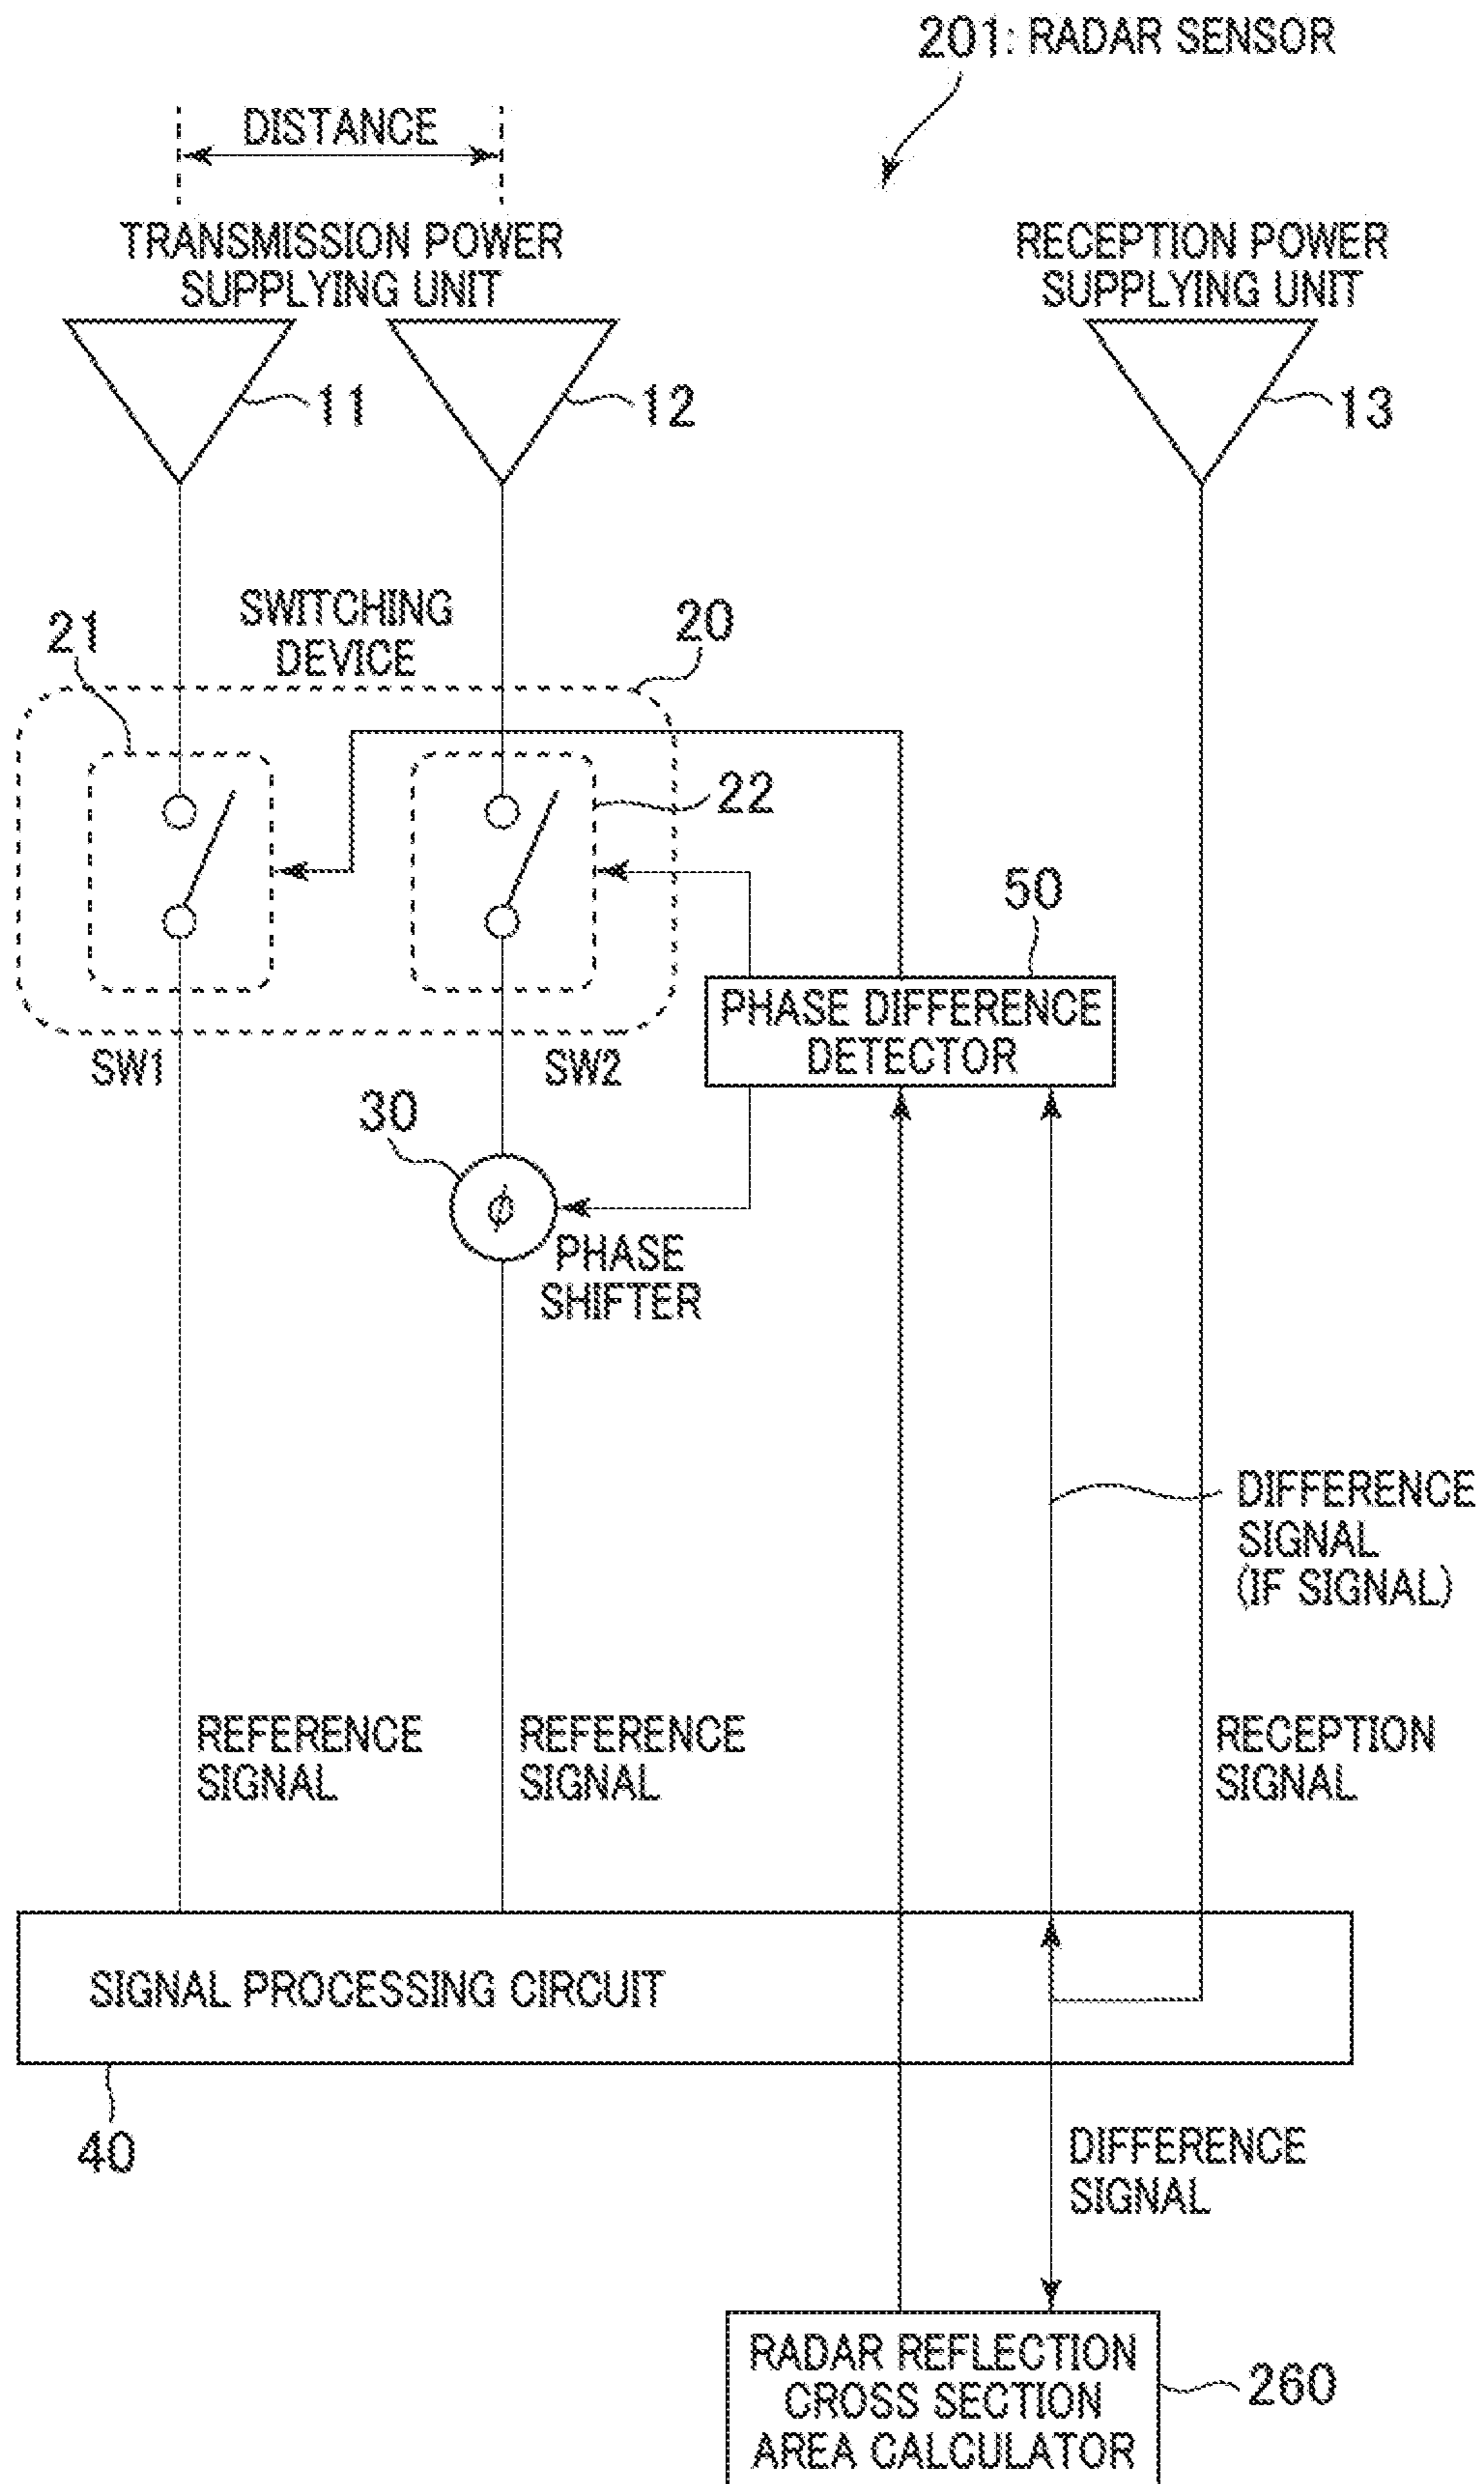 201: RADAR SENSOR
DISTANCE
TRANSMISSION POWER
SUPPLYING UNIT
RECEPTION POWER
SUPPLYING UNIT
11
12
13
SWITCHING
DEVICE
21
20
22
50
PHASE DIFFERENCE
DETECTOR
SW1
SW2
30
ϕ
PHASE
SHIFTER
DIFFERENCE
SIGNAL
(IF SIGNAL)
REFERENCE
SIGNAL
REFERENCE
SIGNAL
RECEPTION
SIGNAL
SIGNAL PROCESSING CIRCUIT
40
DIFFERENCE
SIGNAL
RADAR REFLECTION
CROSS SECTION
AREA CALCULATOR
260